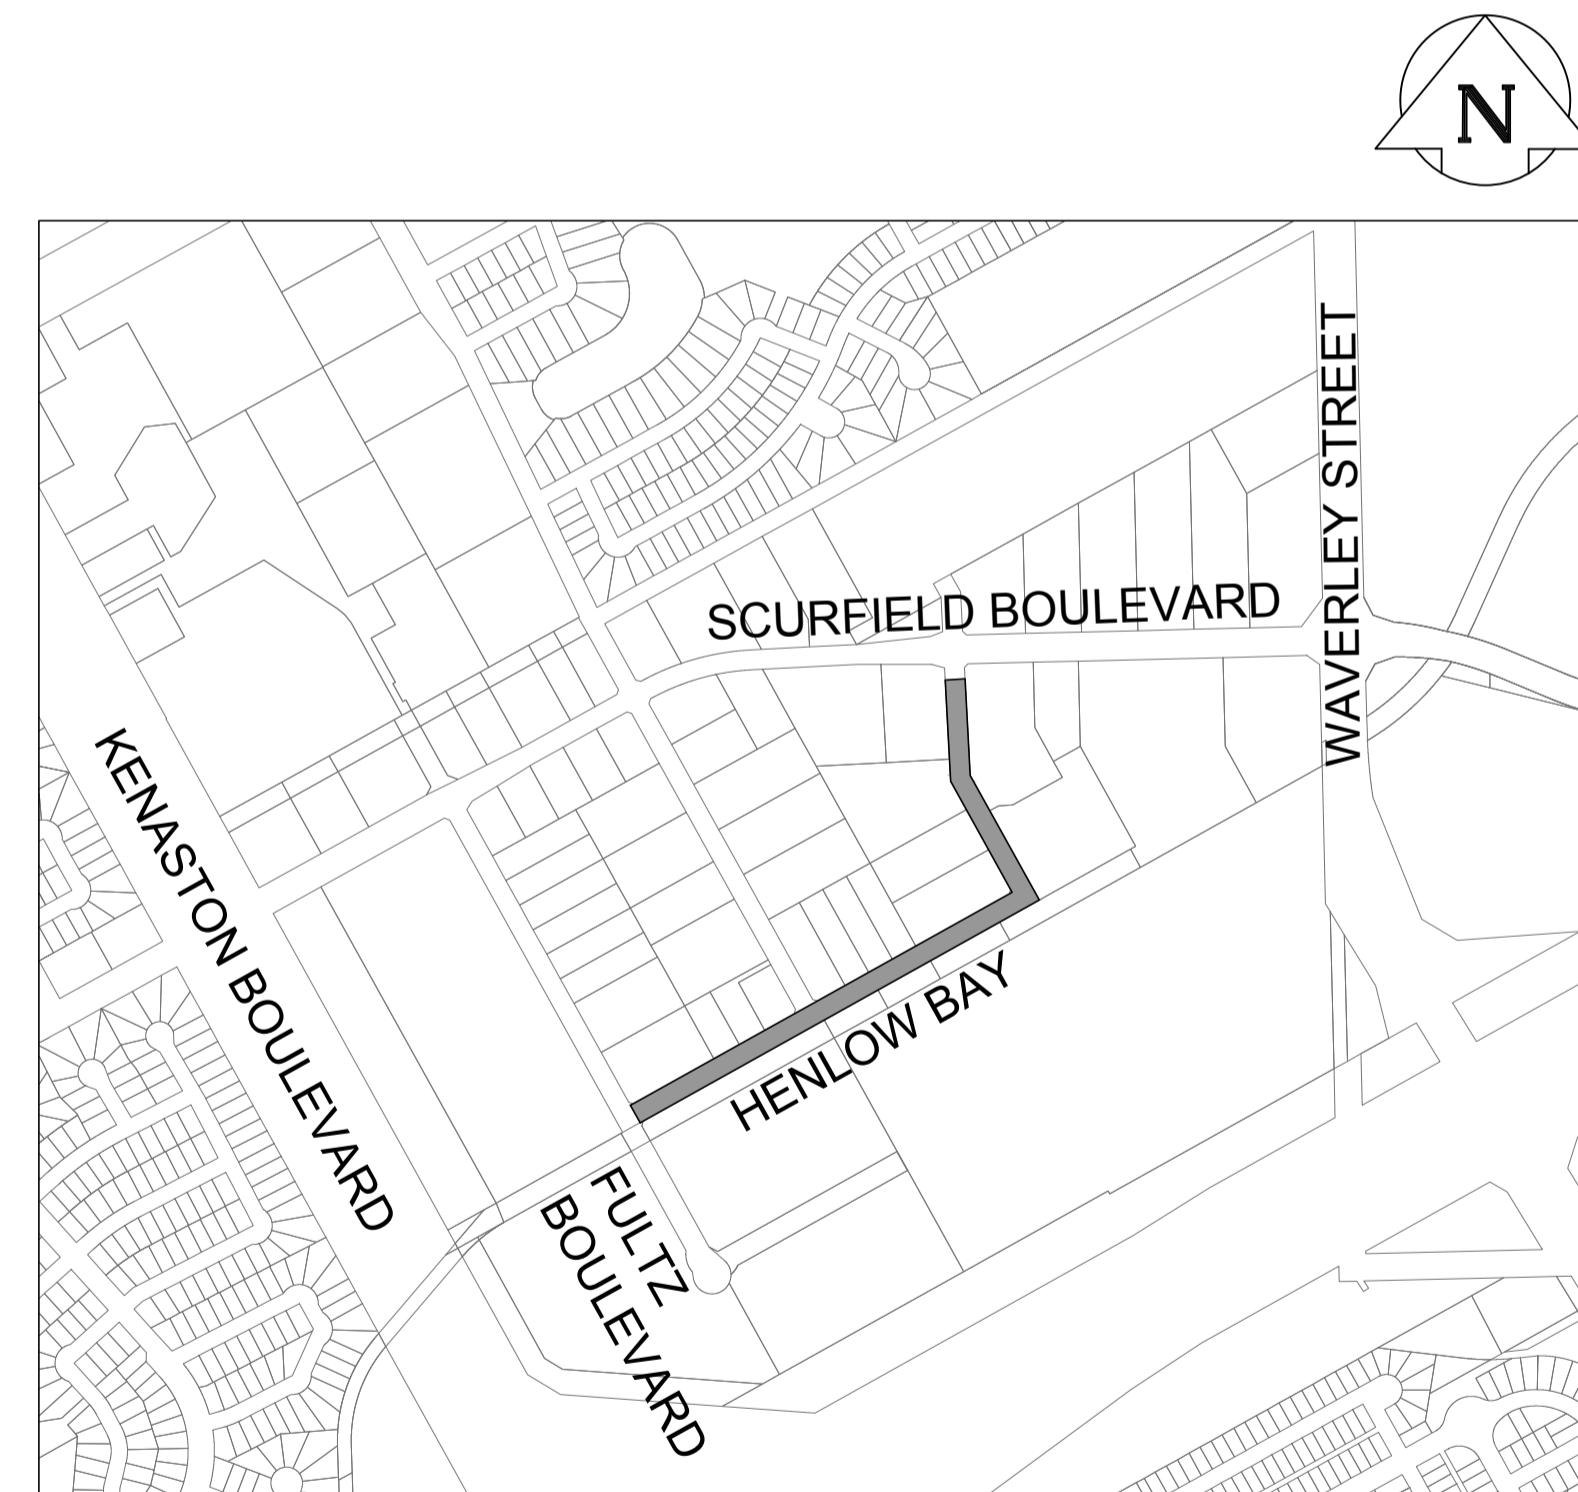 N
WAVERLEY STREET
SCURFIELD BOULEVARD
KENASTON BOULEVARD
HENLOW BAY
FULTZ
BOULEVARD